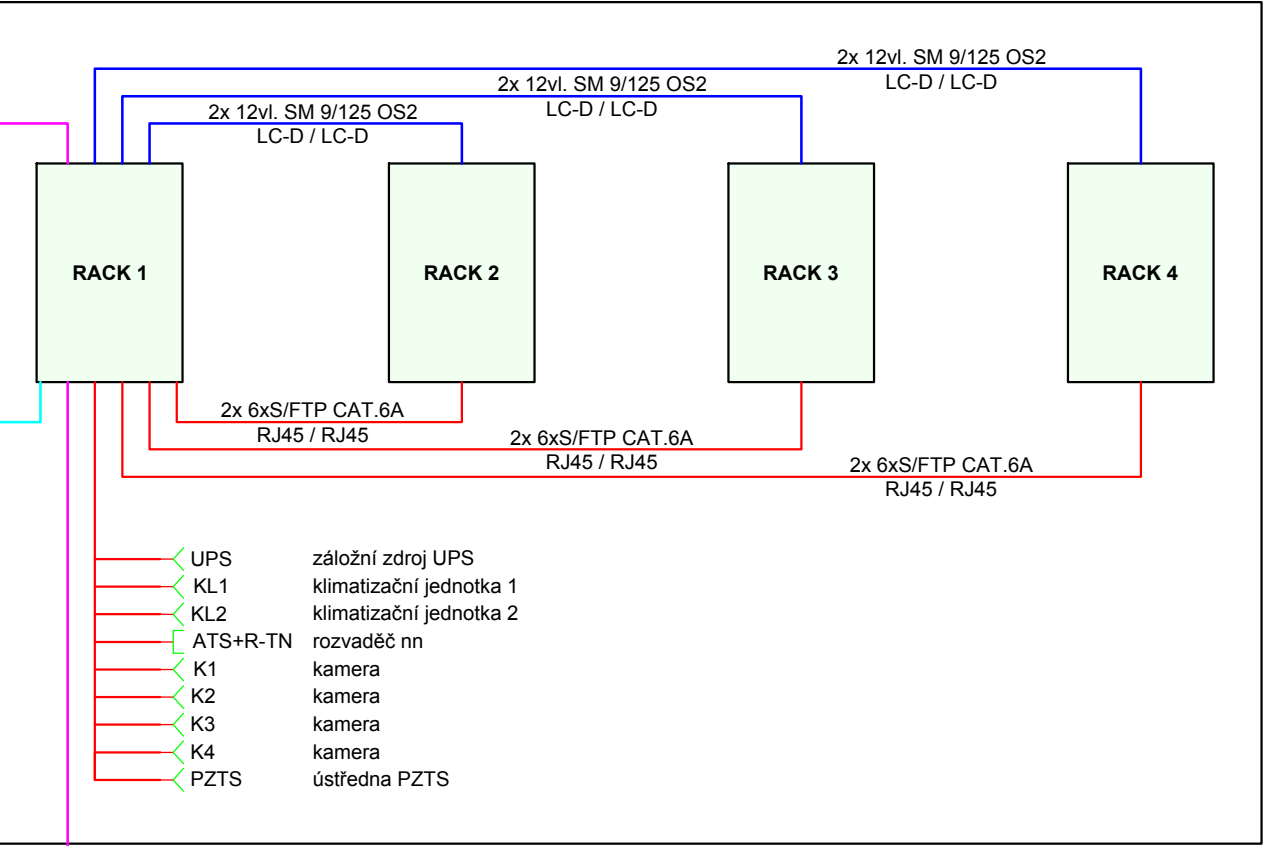 2x 12vl. SM 9/125 OS2
LC-D / LC-D
2x 12vl. SM 9/125 OS2
LC-D / LC-D
2x 12vl. SM 9/125 OS2
LC-D / LC-D
RACK 1
RACK 2
RACK 3
RACK 4
2x 6xS/FTP CAT.6A
RJ45 / RJ45
2x 6xS/FTP CAT.6A
RJ45 / RJ45
2x 6xS/FTP CAT.6A
RJ45 / RJ45
UPS záložní zdroj UPS
KL1 klimatizační jednotka 1
KL2 klimatizační jednotka 2
ATS+R-TN rozvaděč nn
K1 kamera
K2 kamera
K3 kamera
K4 kamera
PZTS ústředna PZTS